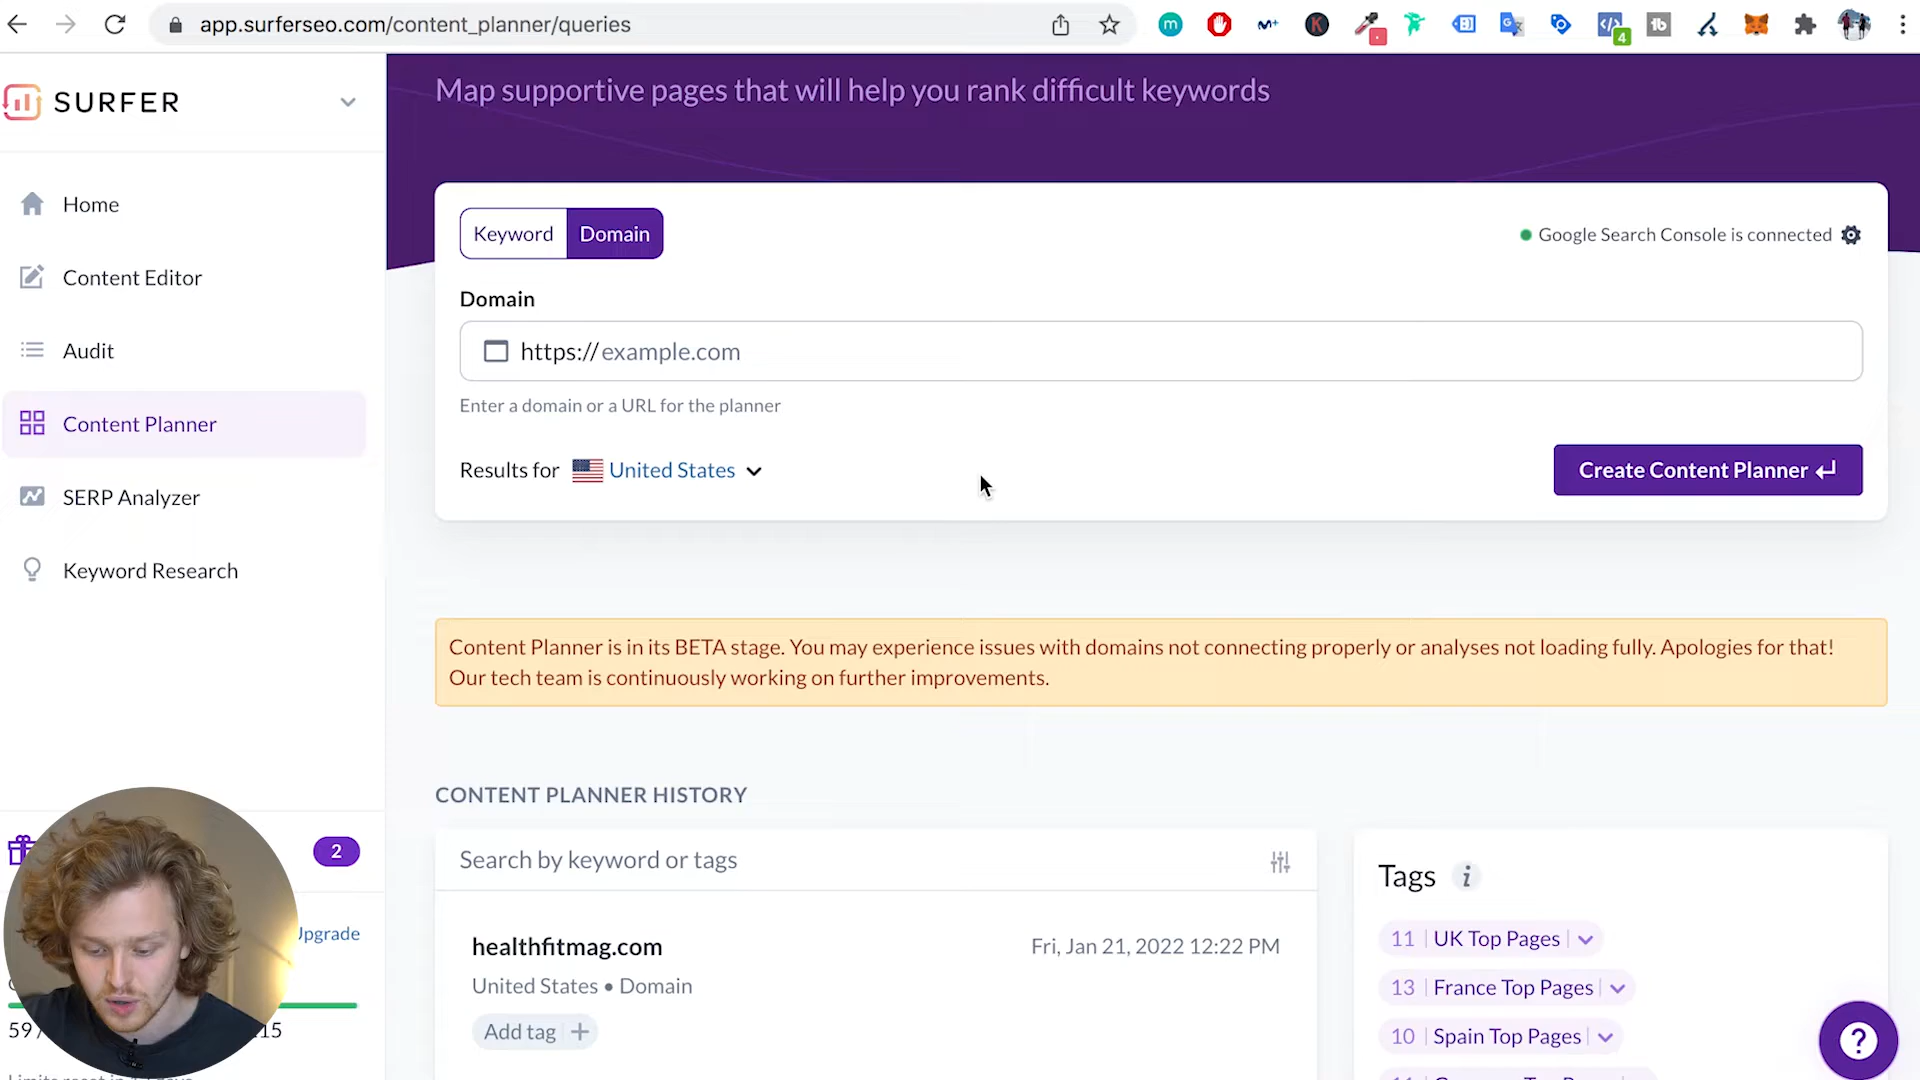 app.surferseo.com/content_planner/queries
m
K
4
tb
SURFER
Map supportive pages that will help you rank difficult keywords
Home
Content Editor
Audit
Content Planner
SERP Analyzer
Keyword Research
2
Upgrade
59 /
15
Keyword
Domain
Google Search Console is connected
Domain
https:// example.com
Enter a domain or a URL for the planner
Results for United States
Create Content Planner
Content Planner is in its BETA stage. You may experience issues with domains not connecting properly or analyses not loading fully. Apologies for that!
Our tech team is continuously working on further improvements.
CONTENT PLANNER HISTORY
Search by keyword or tags
healthfitmag.com
Fri, Jan 21, 2022 12:22 PM
United States • Domain
Add tag +
Tags i
11 UK Top Pages
13 France Top Pages
10 Spain Top Pages
?